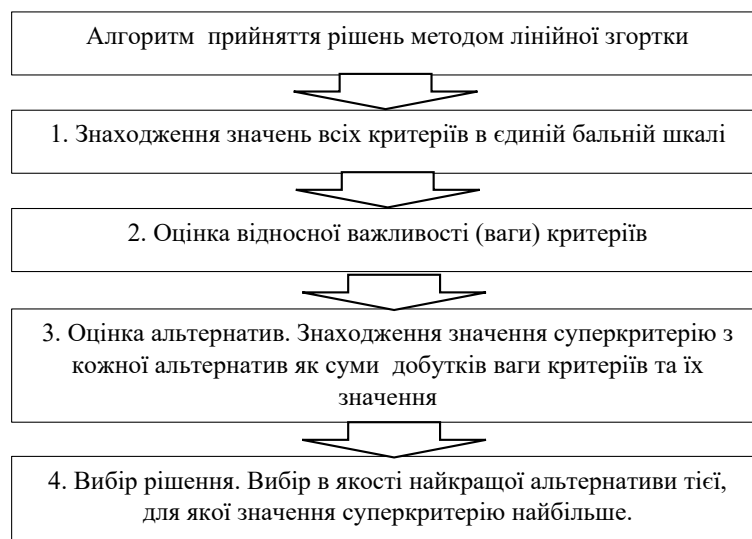 Алгоритм прийняття рішень методом лінійної згортки
1. Знаходження значень всіх критеріїв в єдиній бальній шкалі
2. Оцінка відносної важливості (ваги) критеріїв
3. Оцінка альтернатив. Знаходження значення суперкритерію з
кожної альтернатив як суми добутків ваги критеріїв та їх
значення
4. Вибір рішення. Вибір в якості найкращої альтернативи тієї,
для якої значення суперкритерію найбільше.